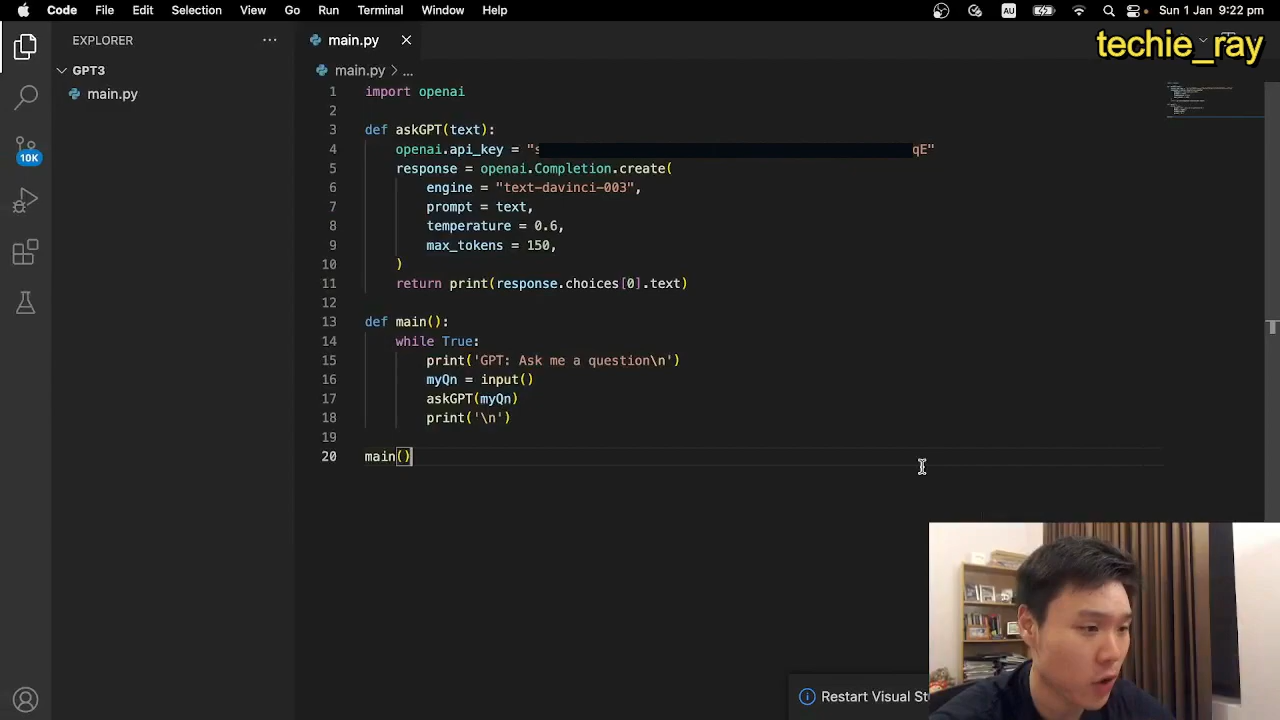 Code File Edit Selection View Go Run Terminal Window Help AU Sun 1 Jan 9:22 pm
techie_ray
EXPLORER
GPT3
main.py
10K
main.py
main.py > ...
1 import openai
2
3 def askGPT(text):
4 openai.api_key = "s qE"
5 response = openai.Completion.create(
6 engine = "text-davinci-003",
7 prompt = text,
8 temperature = 0.6,
9 max_tokens = 150,
10 )
11 return print(response.choices[0].text)
12
13 def main():
14 while True:
15 print('GPT: Ask me a question\n')
16 myQn = input()
17 askGPT(myQn)
18 print('\n')
19
20 main()
Restart Visual St